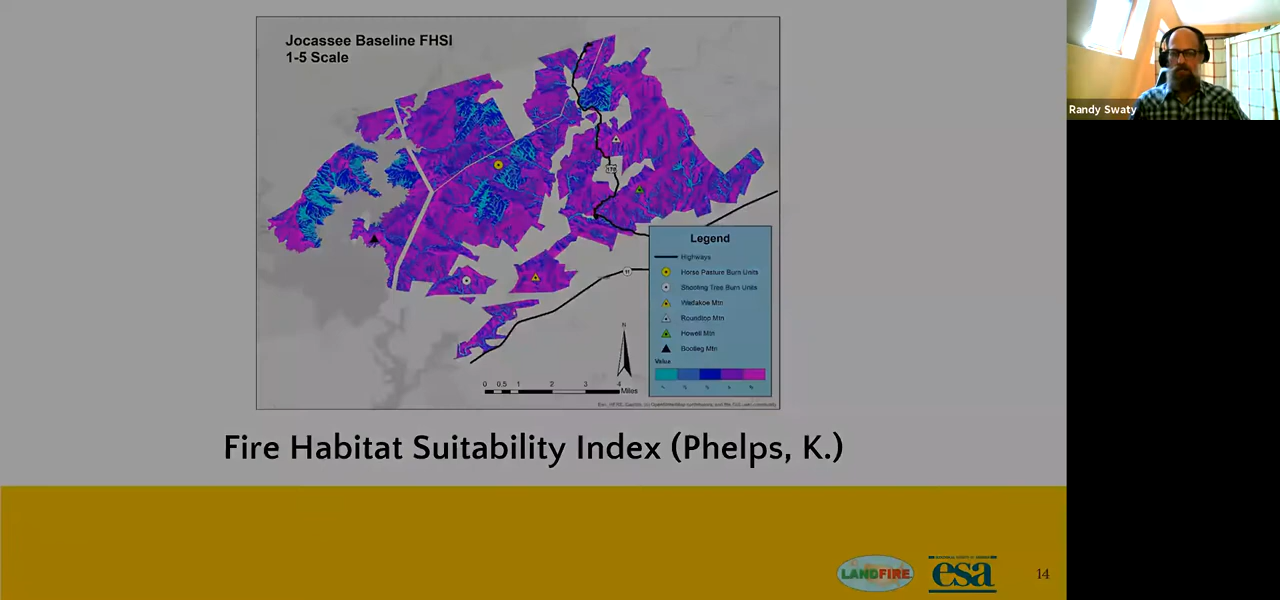 Jocassee Baseline FHSI
1-5 Scale
178
11
Legend
Highways
Horse Pasture Burn Units
Shooting Tree Burn Units
Wadakoe Mtn
Roundtop Mtn
Howell Mtn
Bootleg Mtn
Value
N
0 0.5 1 2 3 4
Miles
Fire Habitat Suitability Index (Phelps, K.)
LANDFIRE
esa
14
Randy Swaty